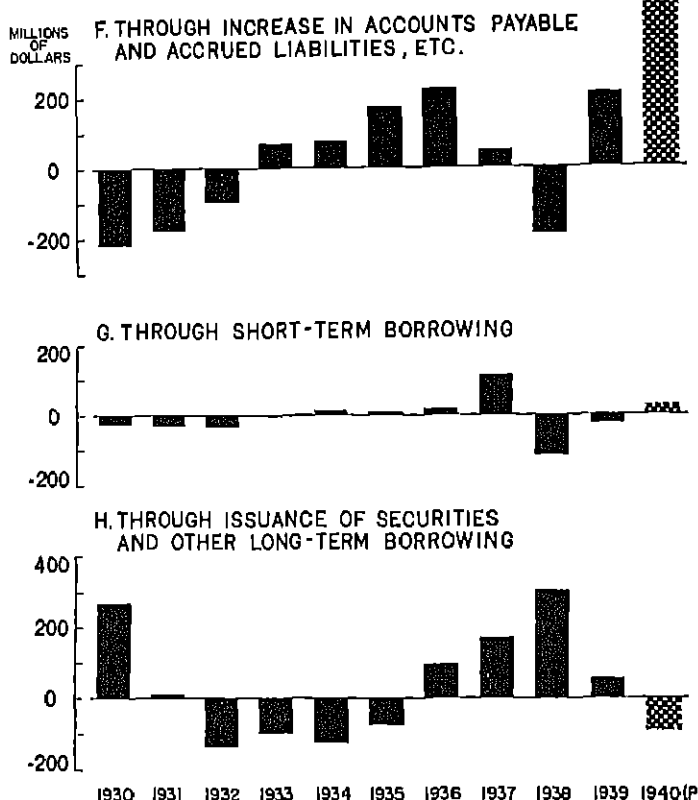 MILLIONS
OF
DOLLARS
F. THROUGH INCREASE IN ACCOUNTS PAYABLE
AND ACCRUED LIABILITIES, ETC.
200
0
-200
G. THROUGH SHORT-TERM BORROWING
200
0
-200
H. THROUGH ISSUANCE OF SECURITIES
AND OTHER LONG-TERM BORROWING
400
200
0
-200
1930 1931 1932 1933 1934 1935 1936 1937 1938 1939 1940(P